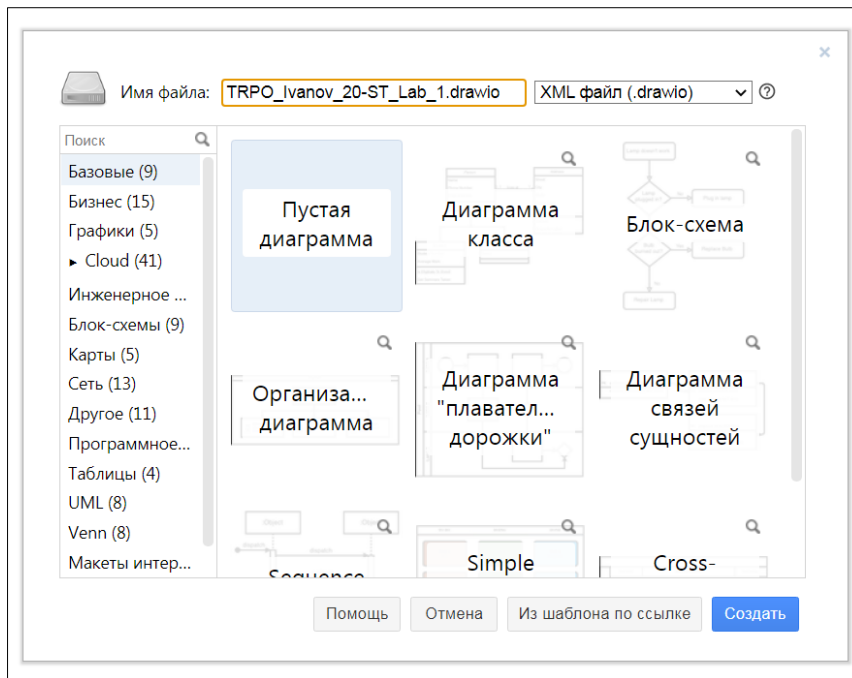 ×
Имя файла: TRPO_Ivanov_20-ST_Lab_1.drawio XML файл (.drawio) ?
Поиск
Базовые (9)
Бизнес (15)
Графики (5)
► Cloud (41)
Инженерное ...
Блок-схемы (9)
Карты (5)
Сеть (13)
Другое (11)
Программное...
Таблицы (4)
UML (8)
Venn (8)
Макеты интер...
Пустая
диаграмма
Диаграмма
класса
Блок-схема
Организа...
диаграмма
Диаграмма
"плавател...
дорожки"
Диаграмма
связей
сущностей
Sequence
Simple
Cross-
Помощь Отмена Из шаблона по ссылке Создать